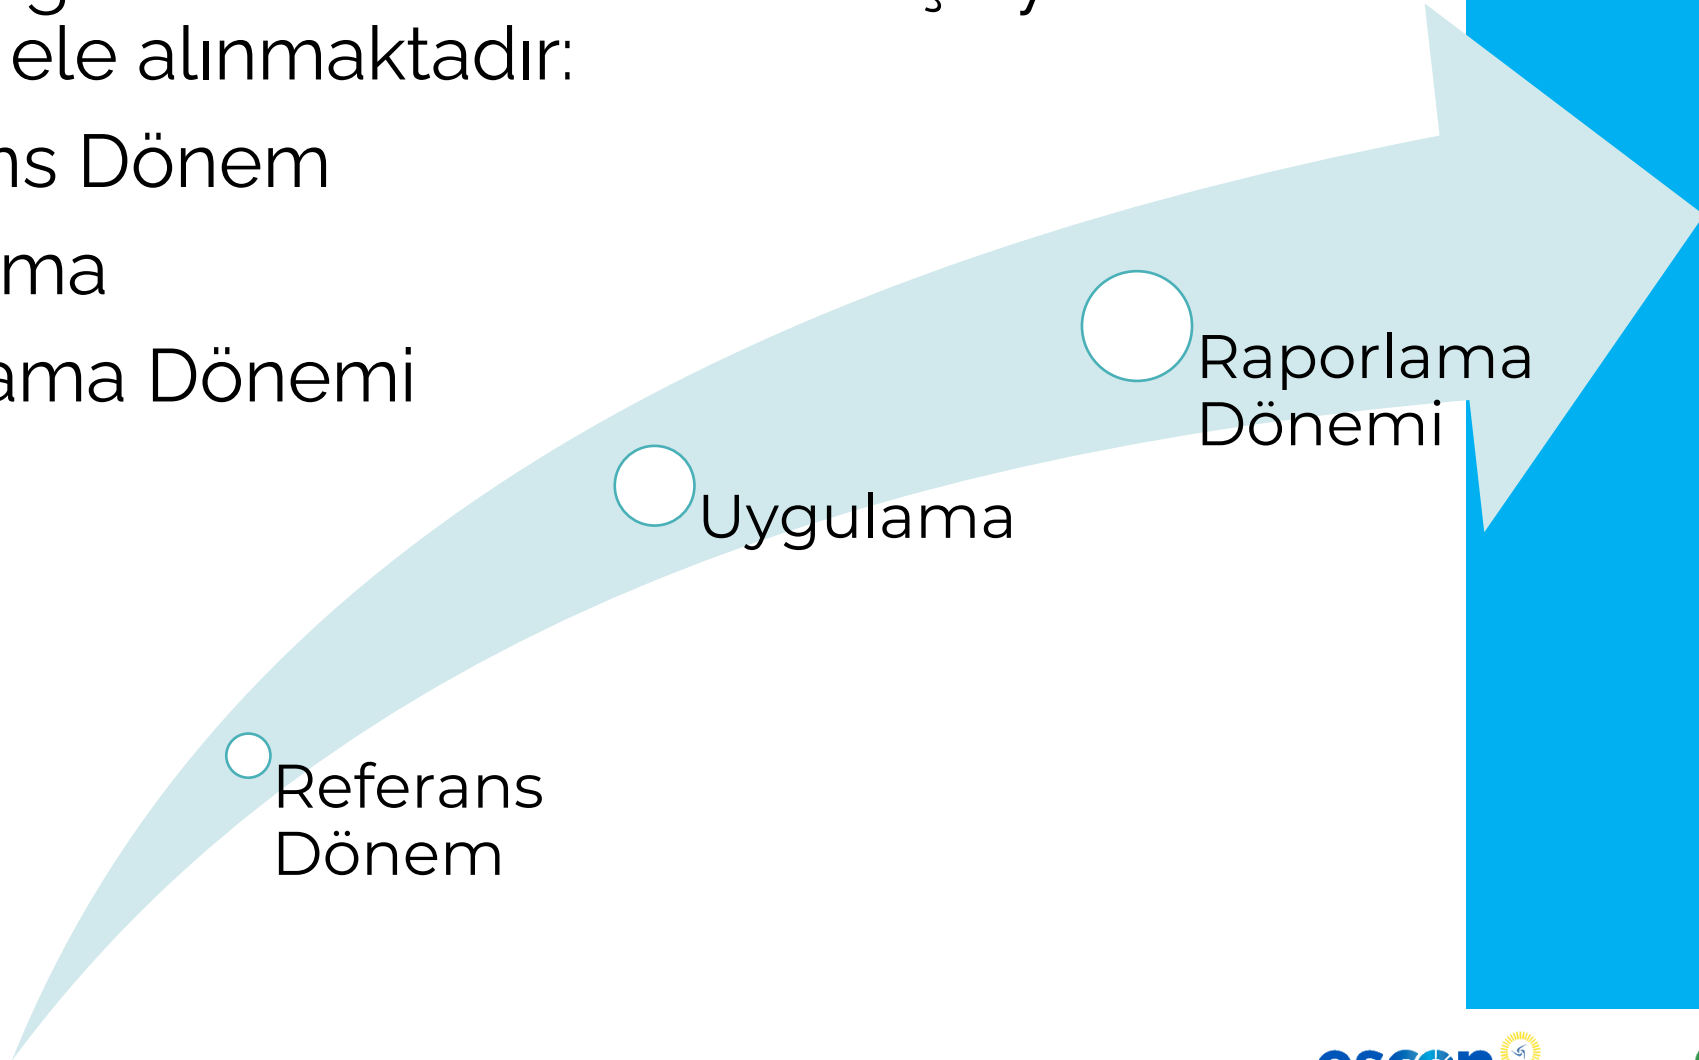 ele alınmaktadır:
ns Dönem
ma
ama Dönemi
Raporlama
Dönemi
Uygulama
Referans
Dönem